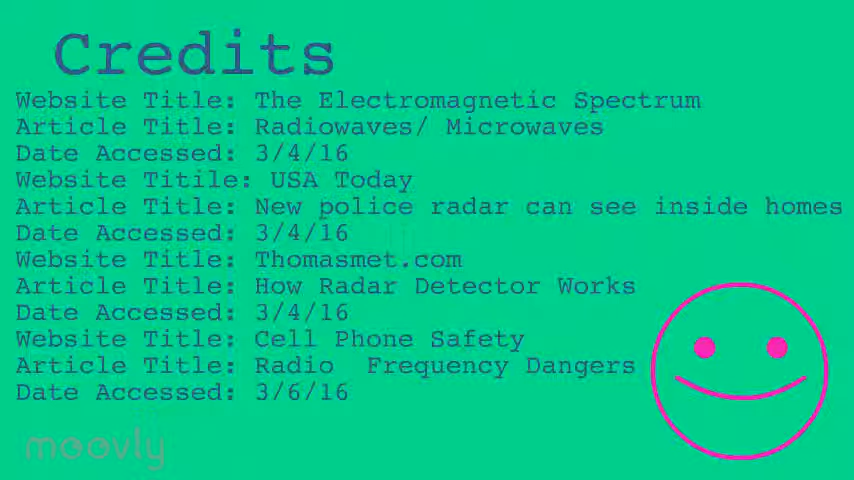 Credits
Website Title: The Electromagnetic Spectrum
Article Title: Radiowaves/ Microwaves
Date Accessed: 3/4/16
Website Titile: USA Today
Article Title: New police radar can see inside homes
Date Accessed: 3/4/16
Website Title: Thomasmet.com
Article Title: How Radar Detector Works
Date Accessed: 3/4/16
Website Title: Cell Phone Safety
Article Title: Radio  Frequency Dangers
Date Accessed: 3/6/16
moovly